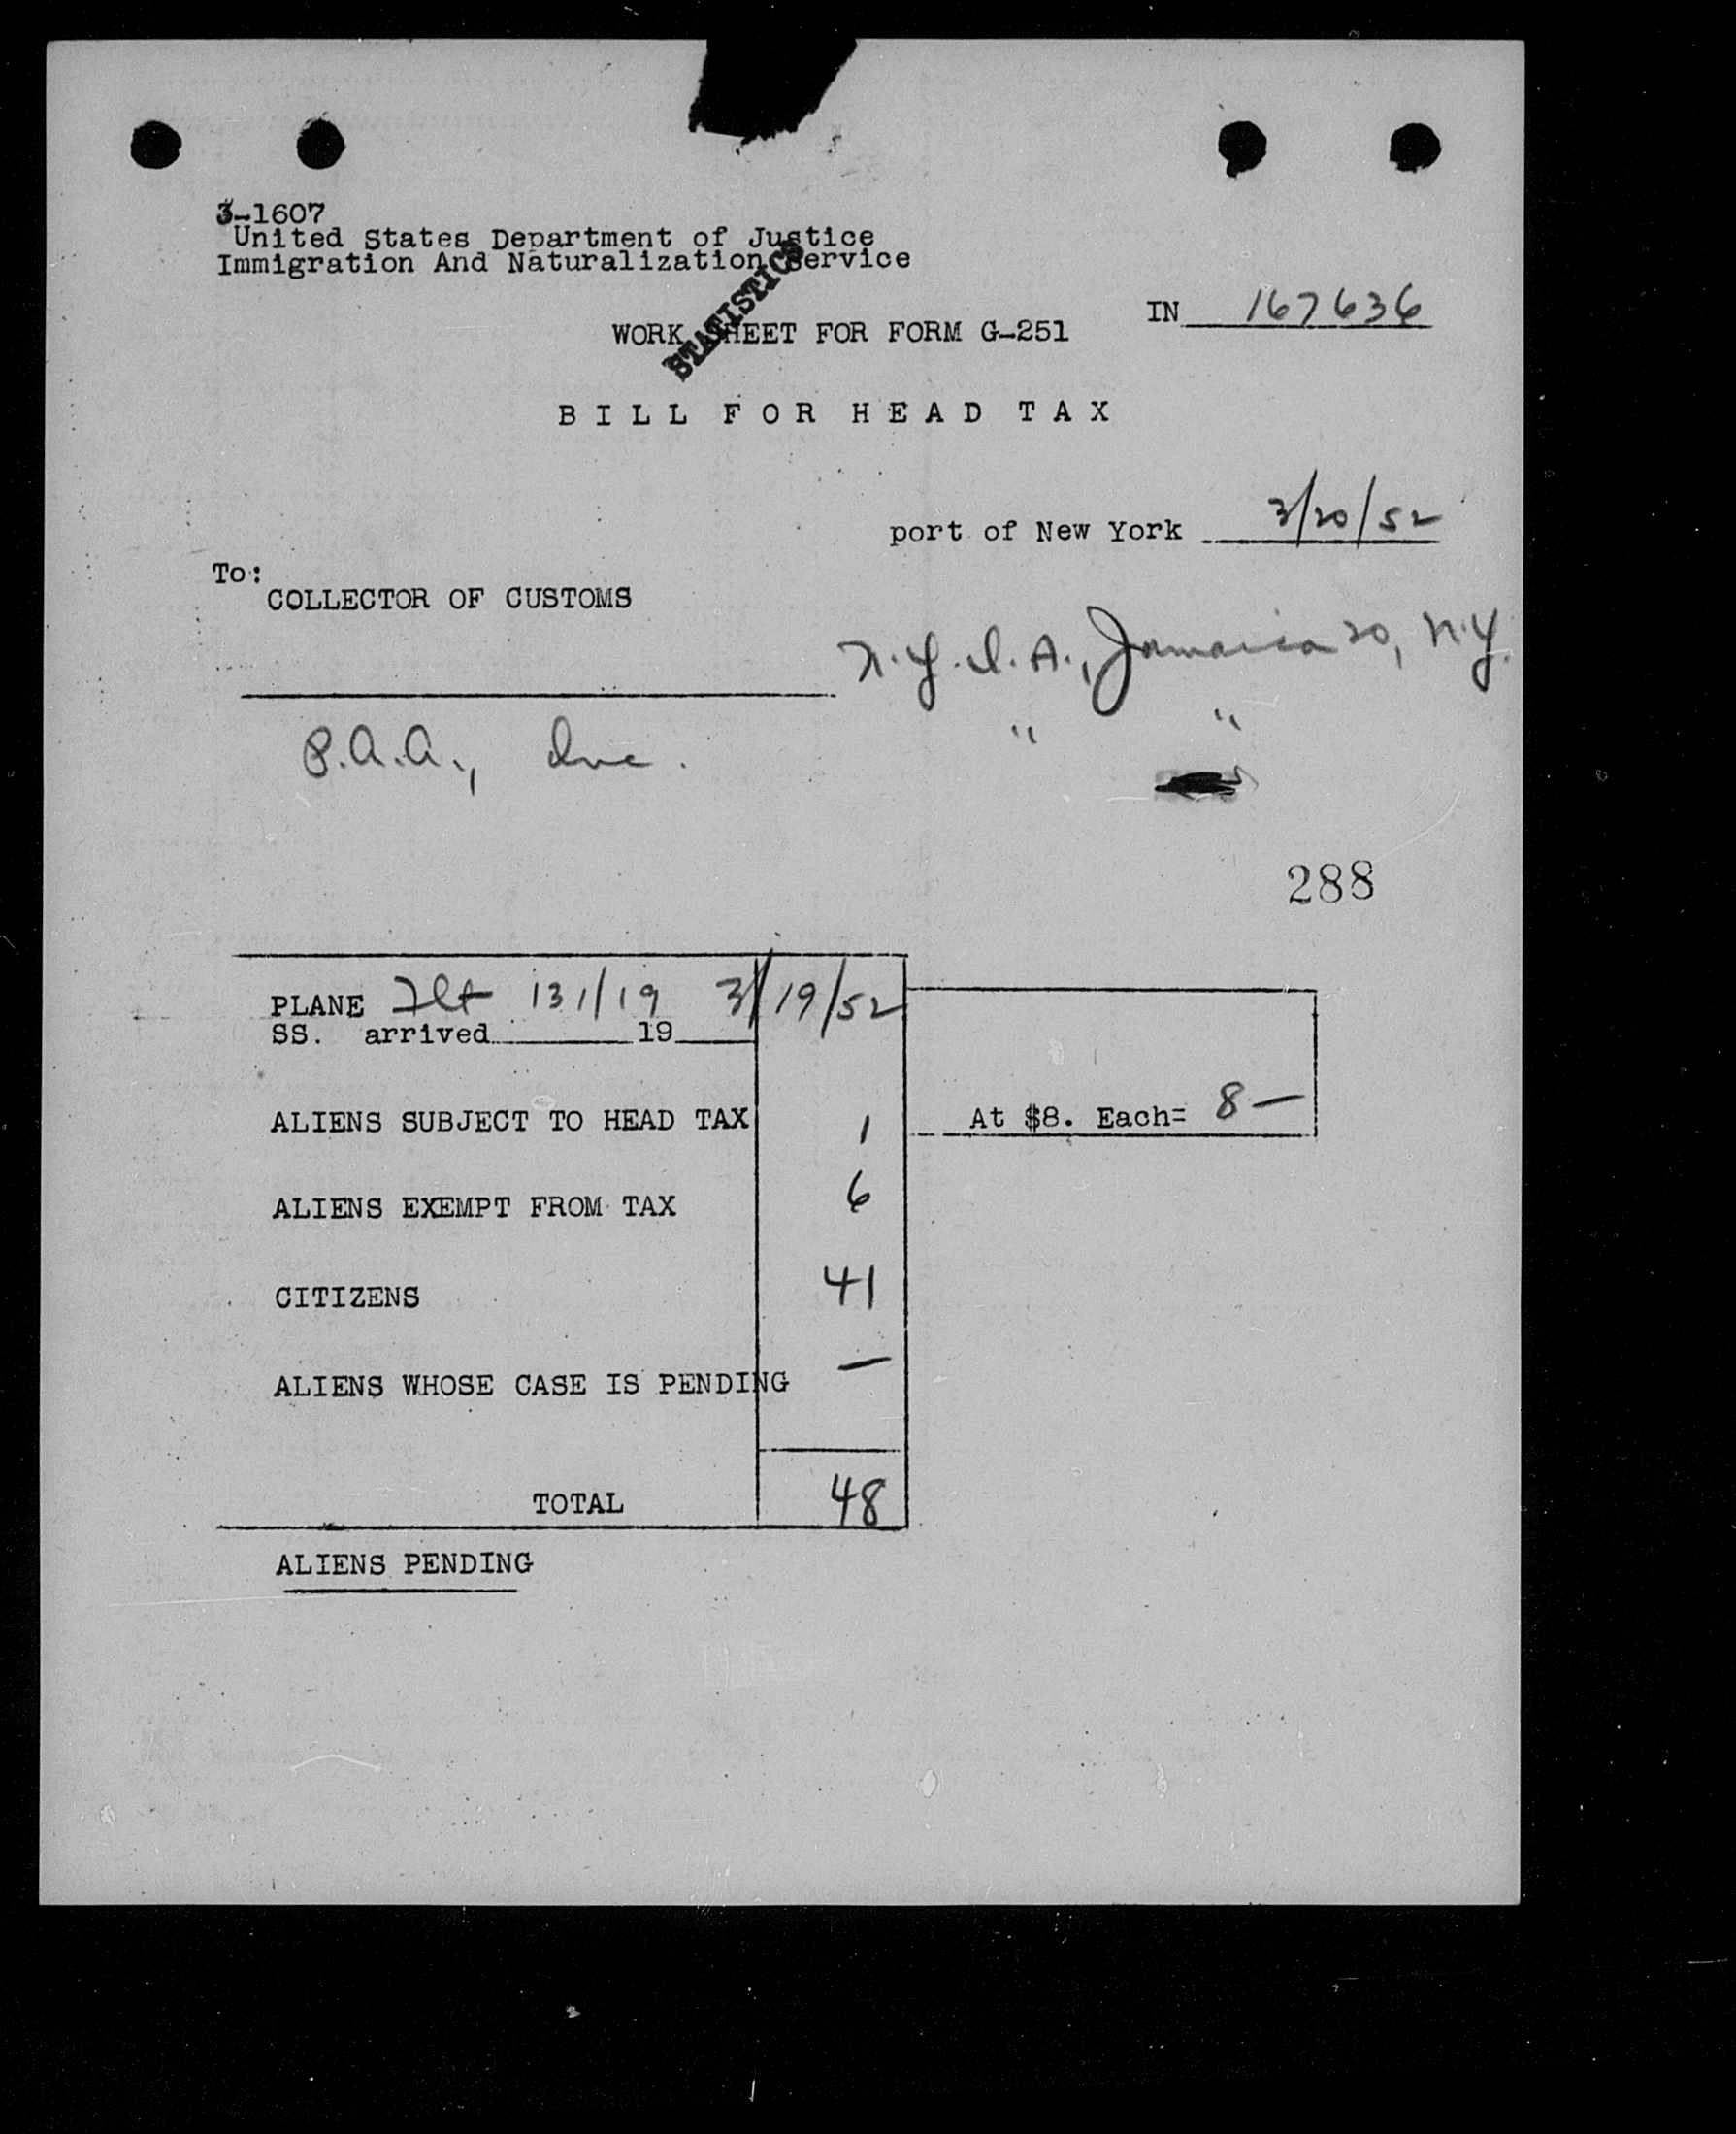 3-1607
United States Department of Justice
Immigration And Naturalization Service
STATISTICS
IN 167636
WORK SHEET FOR FORM G-251
BILL FOR HEAD TAX
port of New York 3/20/52
To:
COLLECTOR OF CUSTOMS
N.Y.I.A., Jamaica 20, N.Y.
P.A.A., Inc. " "
288
PLANE Flt 131/19 3/19/52
SS. arrived 19
ALIENS SUBJECT TO HEAD TAX 1 At $8. Each= 8—
ALIENS EXEMPT FROM TAX 6
CITIZENS 41
ALIENS WHOSE CASE IS PENDING —
TOTAL 48
ALIENS PENDING